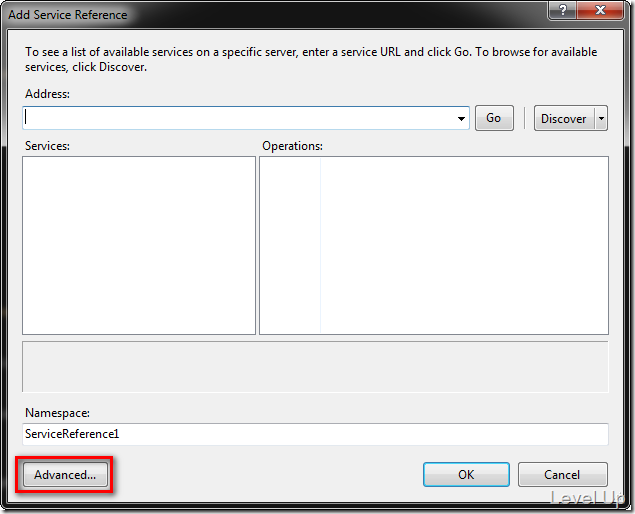 Add Service Reference
To see a list of available services on a specific server, enter a service URL and click Go. To browse for available
services, click Discover.
Address:
Go
Discover
Services:
Operations:
Namespace:
ServiceReference1
Advanced...
OK
Cancel
Level Up